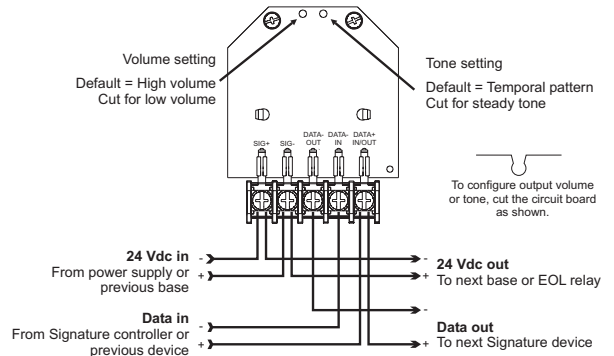 Volume setting
Default = High volume
Cut for low volume
Tone setting
Default = Temporal pattern
Cut for steady tone
SIG+
SIG-
DATA-
OUT
DATA-
IN
DATA+
IN/OUT
To configure output volume
or tone, cut the circuit board
as shown.
24 Vdc in
From power supply or
previous base
-
+
24 Vdc out
To next base or EOL relay
-
+
Data in
From Signature controller or
previous device
-
+
Data out
To next Signature device
-
+